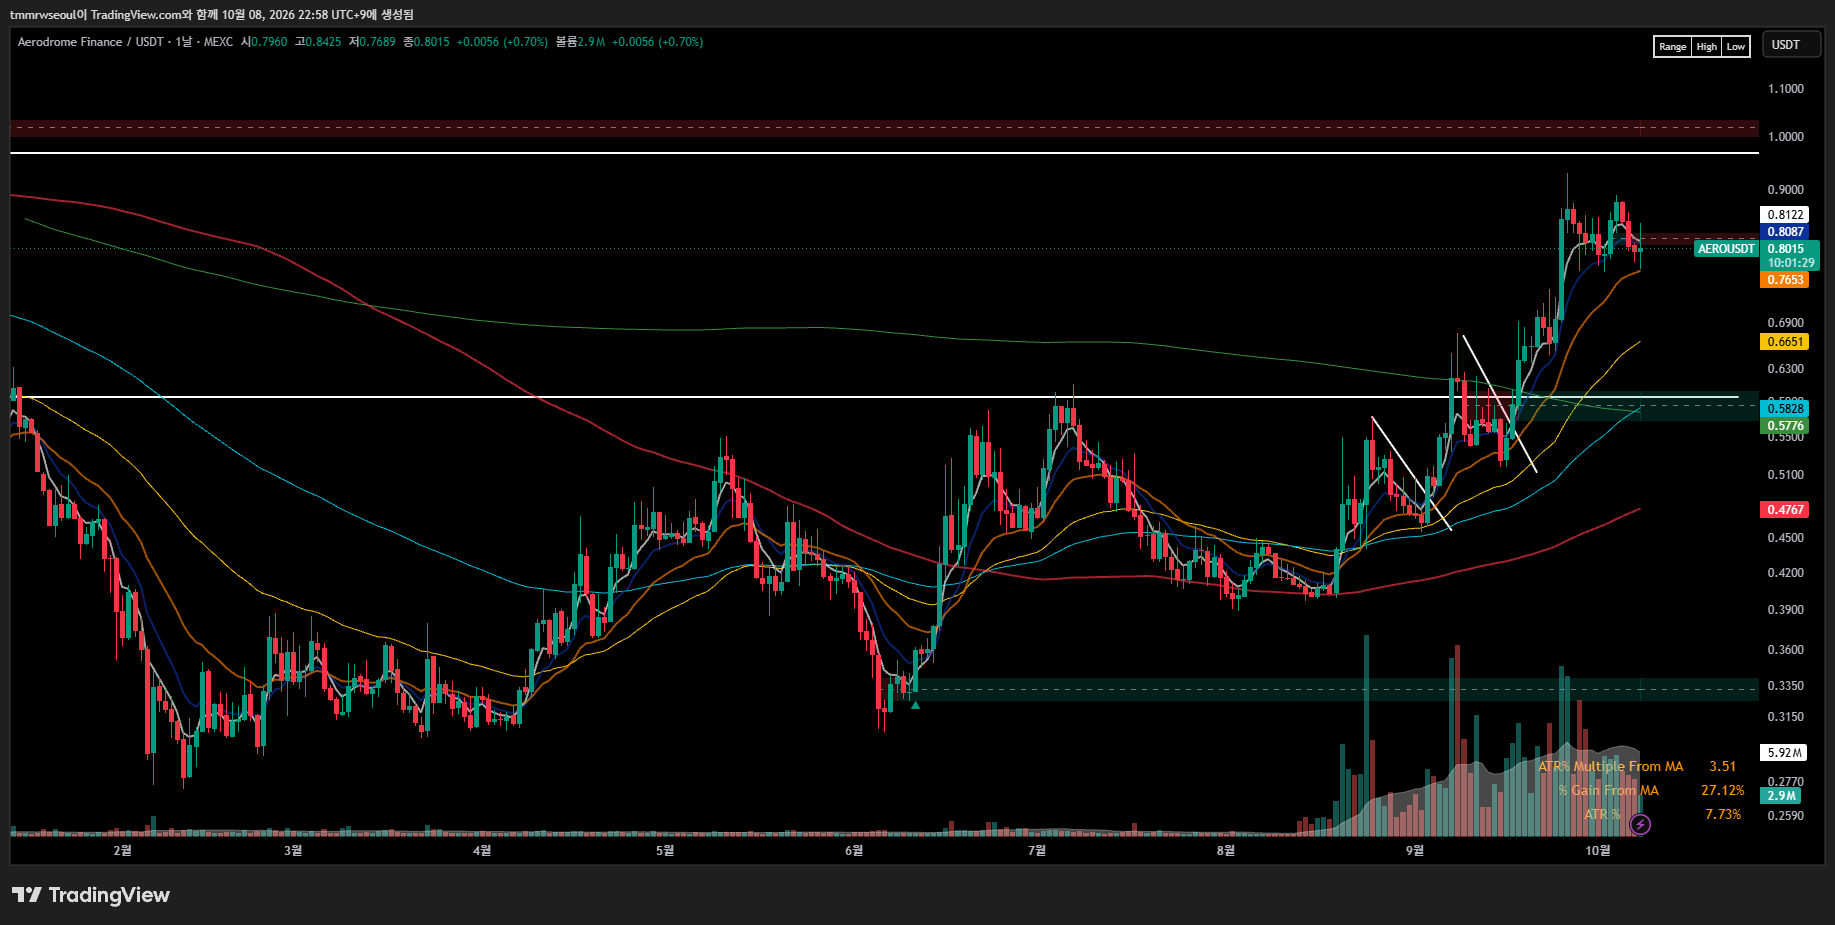 tmmrwseoul이 TradingView.com와 함께 10월 08, 2026 22:58 UTC+9에 생성됨
Aerodrome Finance / USDT · 1날 · MEXC 시0.7960 고0.8425 저0.7689 종0.8015 +0.0056 (+0.70%) 볼륨2.9 M +0.0056 (+0.70%)
Range High Low
USDT
1.1000
1.0000
0.9000
0.8122
0.8087
AEROUSDT 0.8015
10:01:29
0.7653
0.6900
0.6651
0.6300
0.5828
0.5776
0.5500
0.5100
0.4767
0.4500
0.4200
0.3900
0.3600
0.3350
0.3150
5.92 M
ATR% Multiple From MA 3.51
0.2770
% Gain From MA 27.12%
2.9 M
ATR % 7.73%
0.2590
2월 3월 4월 5월 6월 7월 8월 9월 10월
TradingView